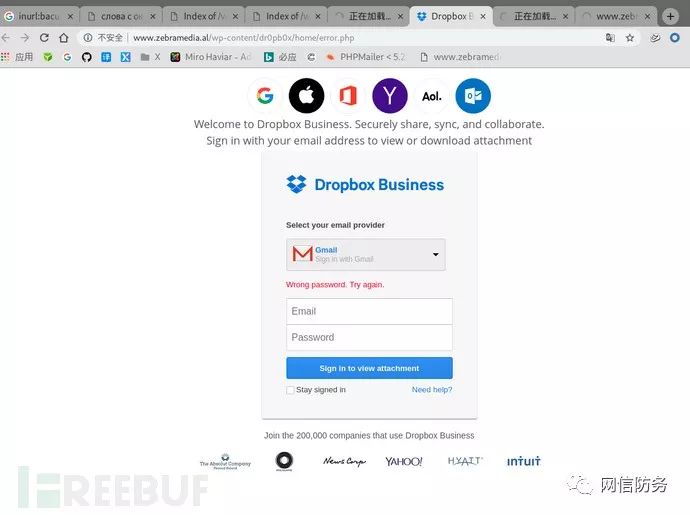 inurl:bacu
слова с ок
Index of /w
Index of /w
正在加载...
Dropbox B
正在加载...
www.zebr
不安全
www.zebramedia.al/wp-content/dr0pb0x/home/error.php
应用
Miro Haviar - Ad
必应
PHPMailer < 5.2
www.zebramed
Aol.
Welcome to Dropbox Business. Securely share, sync, and collaborate.
Sign in with your email address to view or download attachment
Dropbox Business
Select your email provider
Gmail
Sign in with Gmail
Wrong password. Try again.
Email
Password
Sign in to view attachment
Stay signed in
Need help?
Join the 200,000 companies that use Dropbox Business
The Absolut Company
News Corp
YAHOO!
HYATT
intuit
REEBUF
网信防务